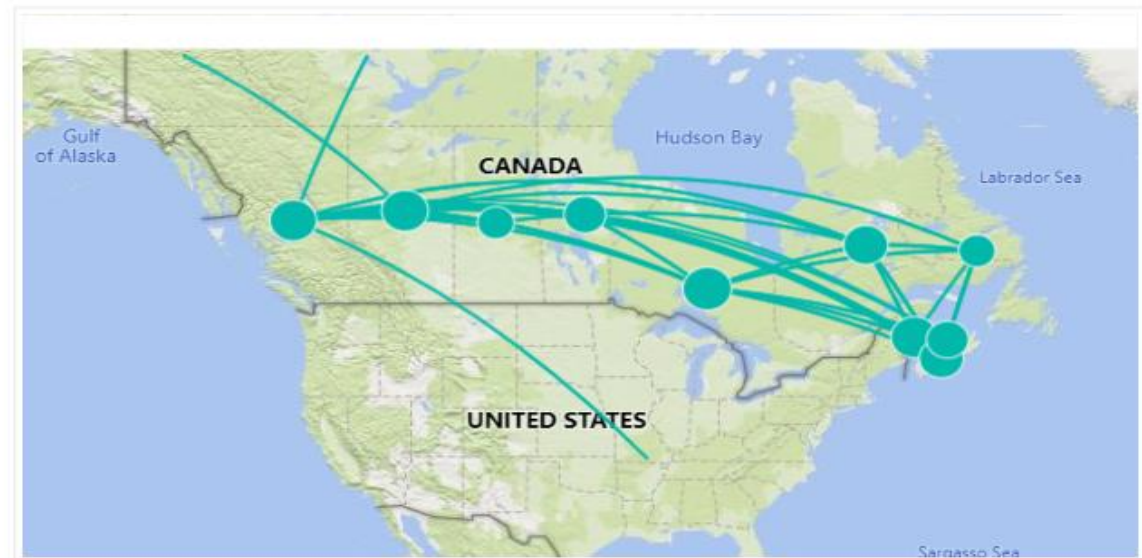 Gulf
of Alaska
Hudson Bay
CANADA
Labrador Sea
UNITED STATES
Sargasso Sea